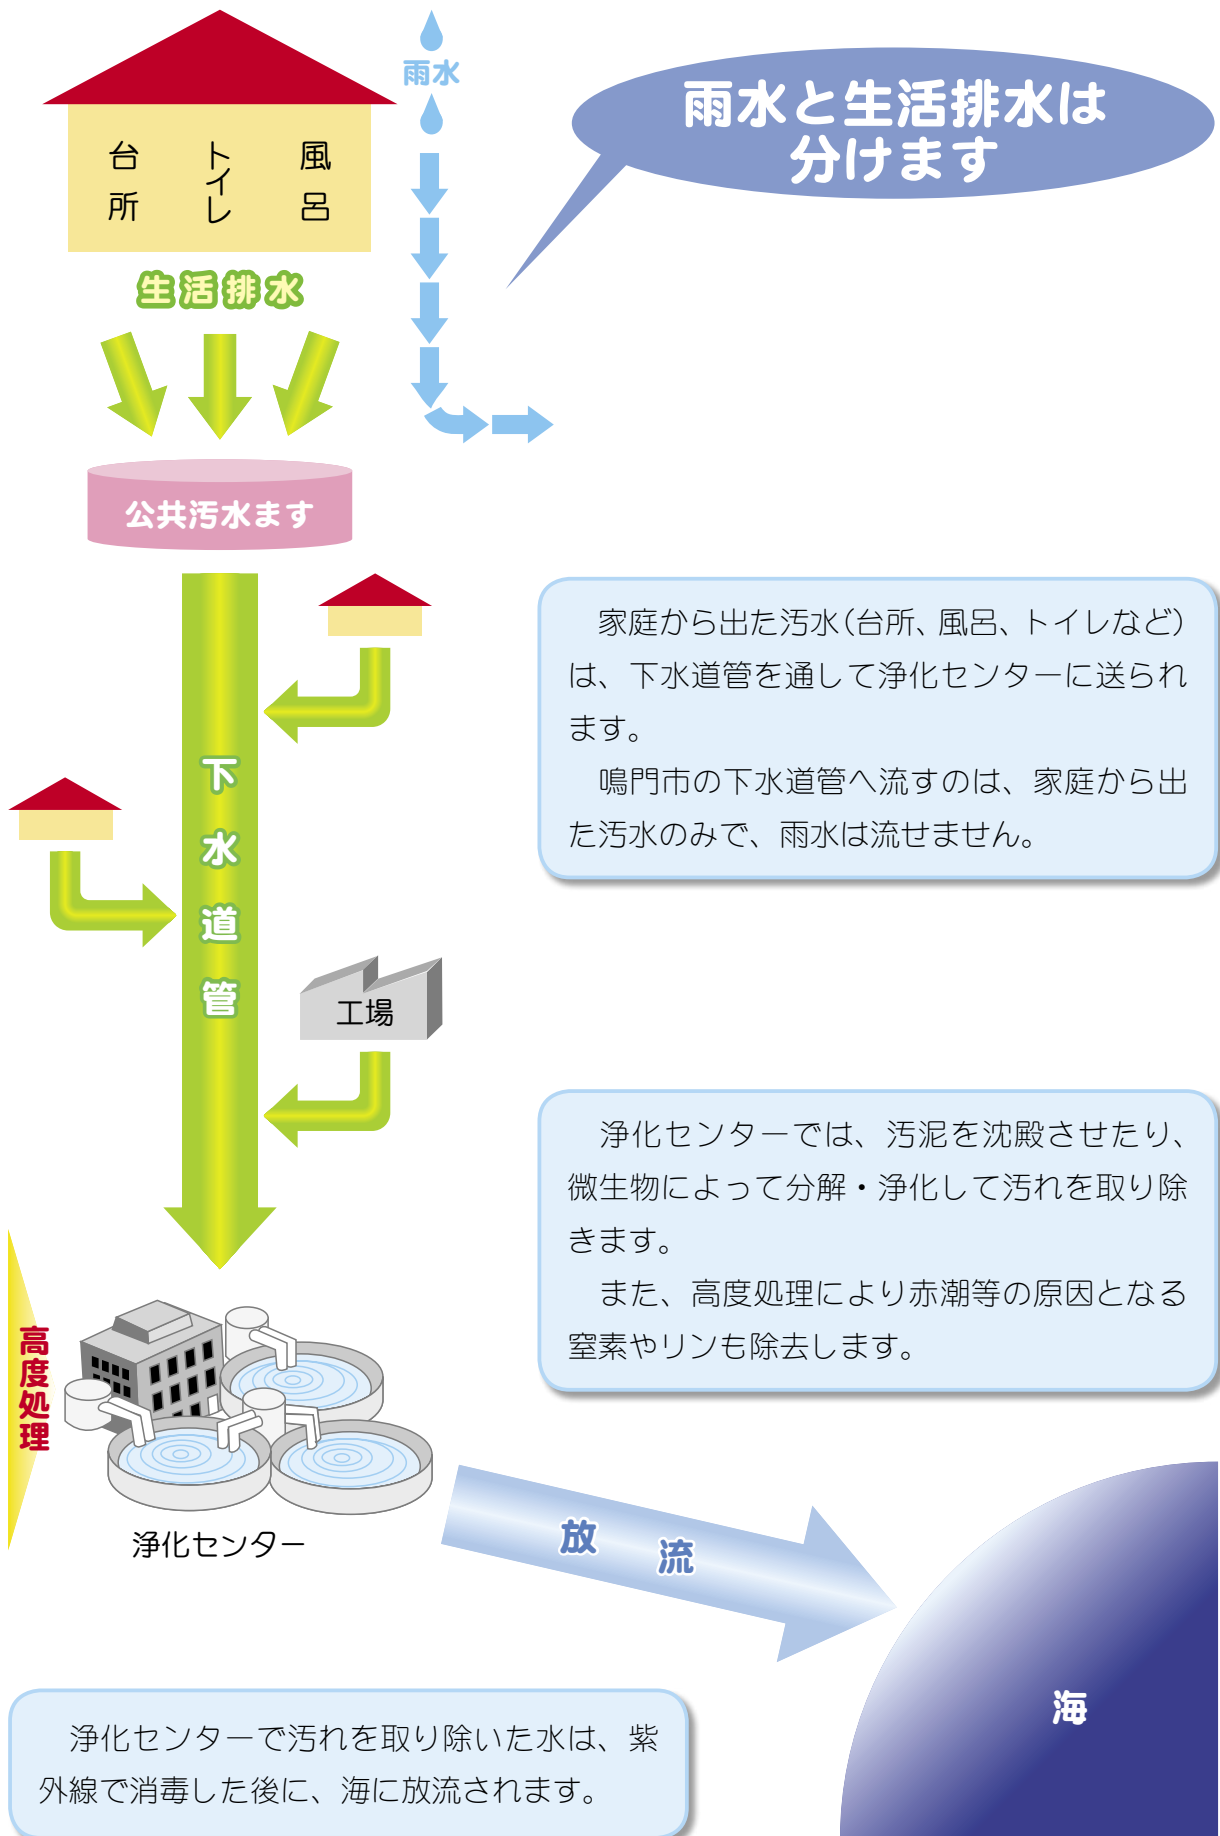 雨水
雨水と生活排水は
分けます
台所
トイレ
風呂
生活排水
公共汚水ます
家庭から出た汚水(台所、風呂、トイレなど)
は、下水道管を通して浄化センターに送られ
ます。
鳴門市の下水道管へ流すのは、家庭から出
た汚水のみで、雨水は流せません。
下水道管
工場
浄化センターでは、汚泥を沈殿させたり、
微生物によって分解・浄化して汚れを取り除
きます。
また、高度処理により赤潮等の原因となる
窒素やリンも除去します。
高度処理
浄化センター
放流
海
浄化センターで汚れを取り除いた水は、紫
外線で消毒した後に、海に放流されます。